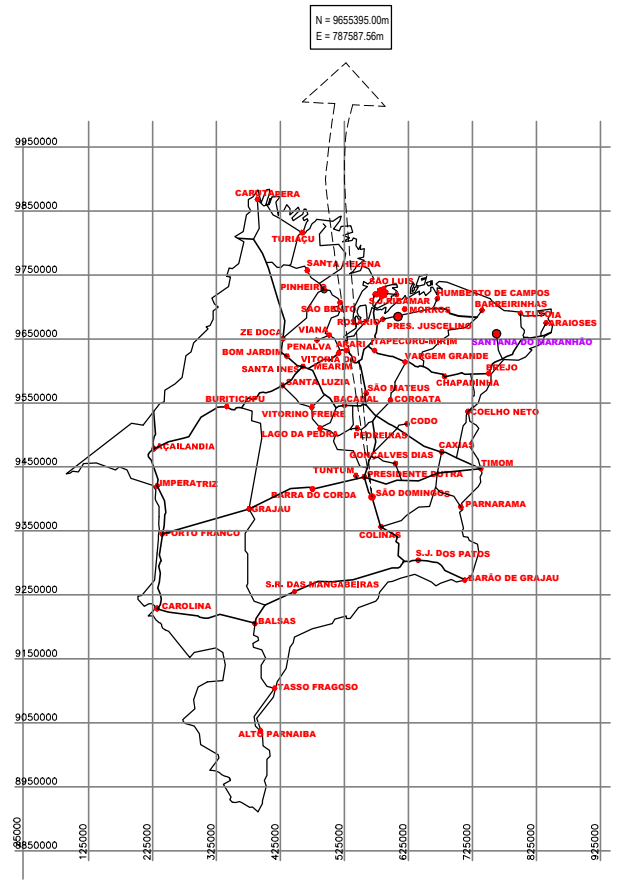 N = 9655395.00m
E = 787587.56m
9950000
9850000
CARUTAPERA
TURIAÇU
9750000
SANTA HELENA
PINHEIRO
SÃO LUIS
HUMBERTO DE CAMPOS
S.J.RIBAMAR
BARREIRINHAS
SÃO BENTO
MORROS
TUTOIA
ARAIOSES
ROSARIO
PRES. JUSCELINO
9650000
ZE DOCA
VIANA
PENALVA
ARARI
ITAPECURU-MIRIM
SANTANA DO MARANHÃO
BOM JARDIM
VITORIA DO
MEARIM
VARGEM GRANDE
SANTA INES
BREJO
CHAPADINHA
SANTA LUZIA
SÃO MATEUS
BURITICUPU
BACABAL
COROATA
9550000
VITORINO FREIRE
COELHO NETO
CODO
LAGO DA PEDRA
PEDREIRAS
AÇAILANDIA
CAXIAS
GONCALVES DIAS
9450000
TUNTUM
PRESIDENTE DUTRA
TIMOM
IMPERATRIZ
BARRA DO CORDA
SÃO DOMINGOS
GRAJAU
PARNARAMA
9350000
PORTO FRANCO
COLINAS
S.J. DOS PATOS
S.R. DAS MANGABEIRAS
BARÃO DE GRAJAU
9250000
CAROLINA
BALSAS
9150000
TASSO FRAGOSO
9050000
ALTO PARNAIBA
8950000
8850000
125000
225000
325000
425000
525000
625000
725000
825000
925000